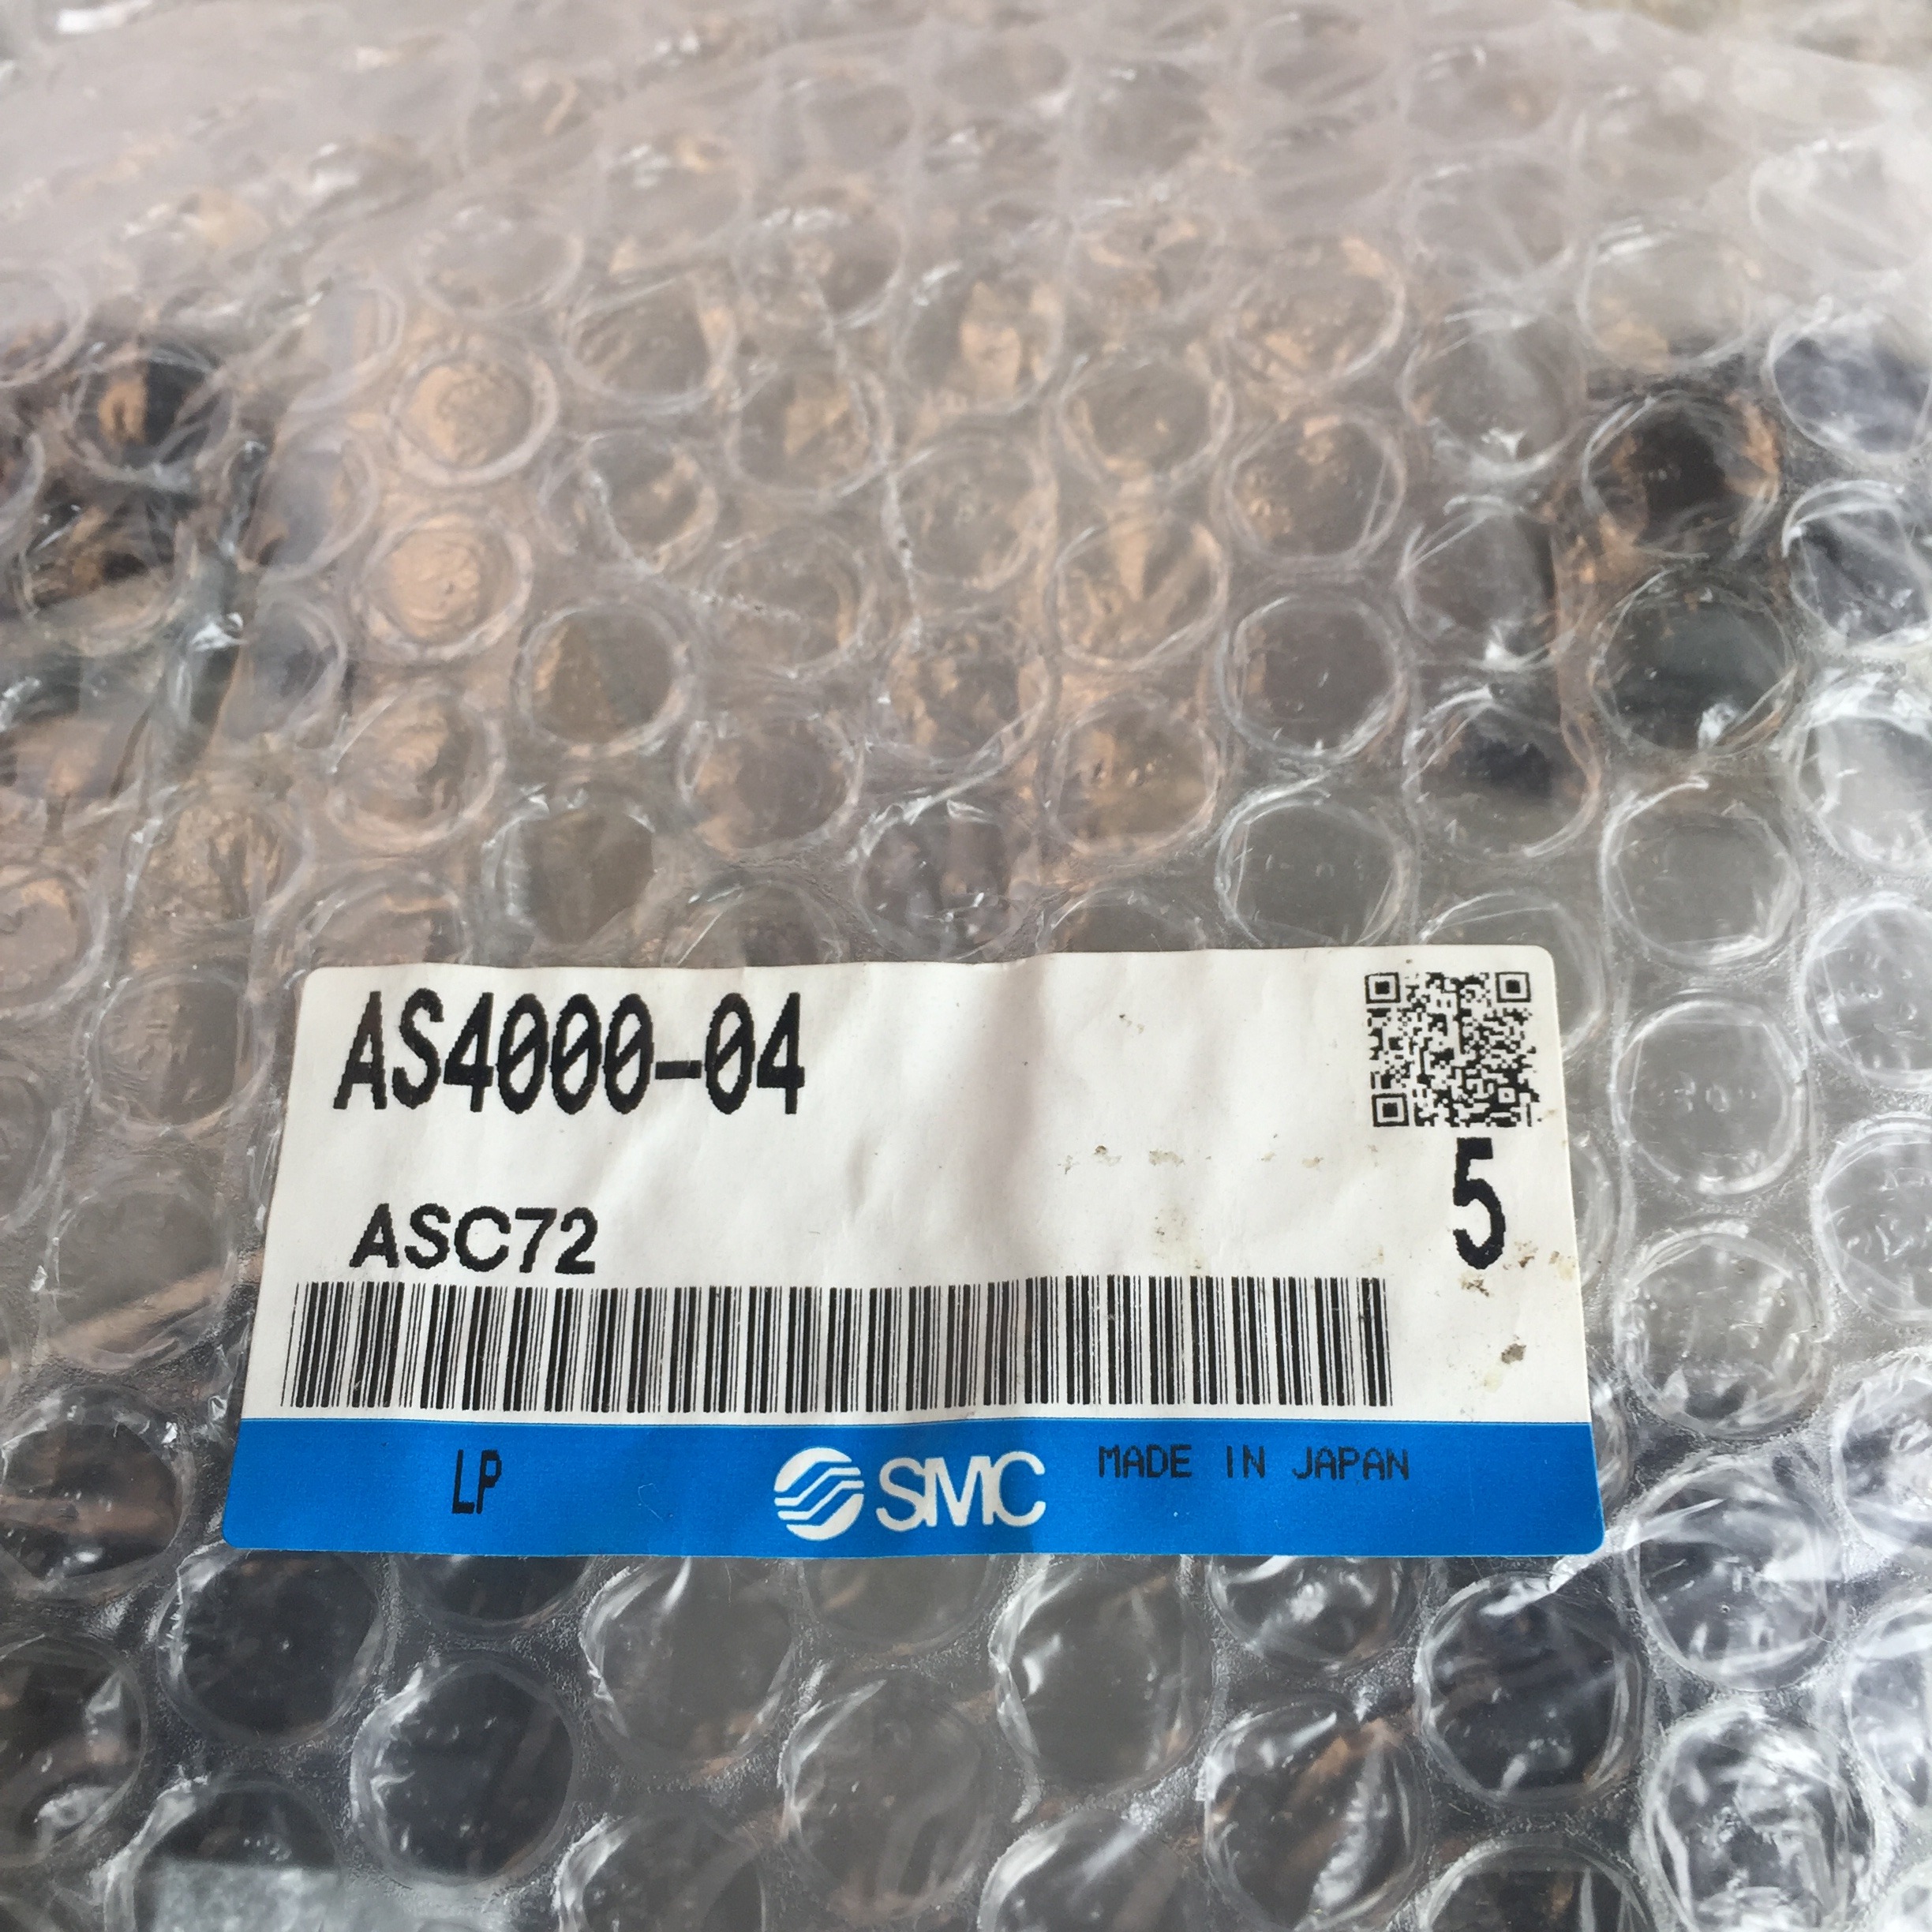 AS4000-04
5
ASC72
LP
SMC
MADE IN JAPAN